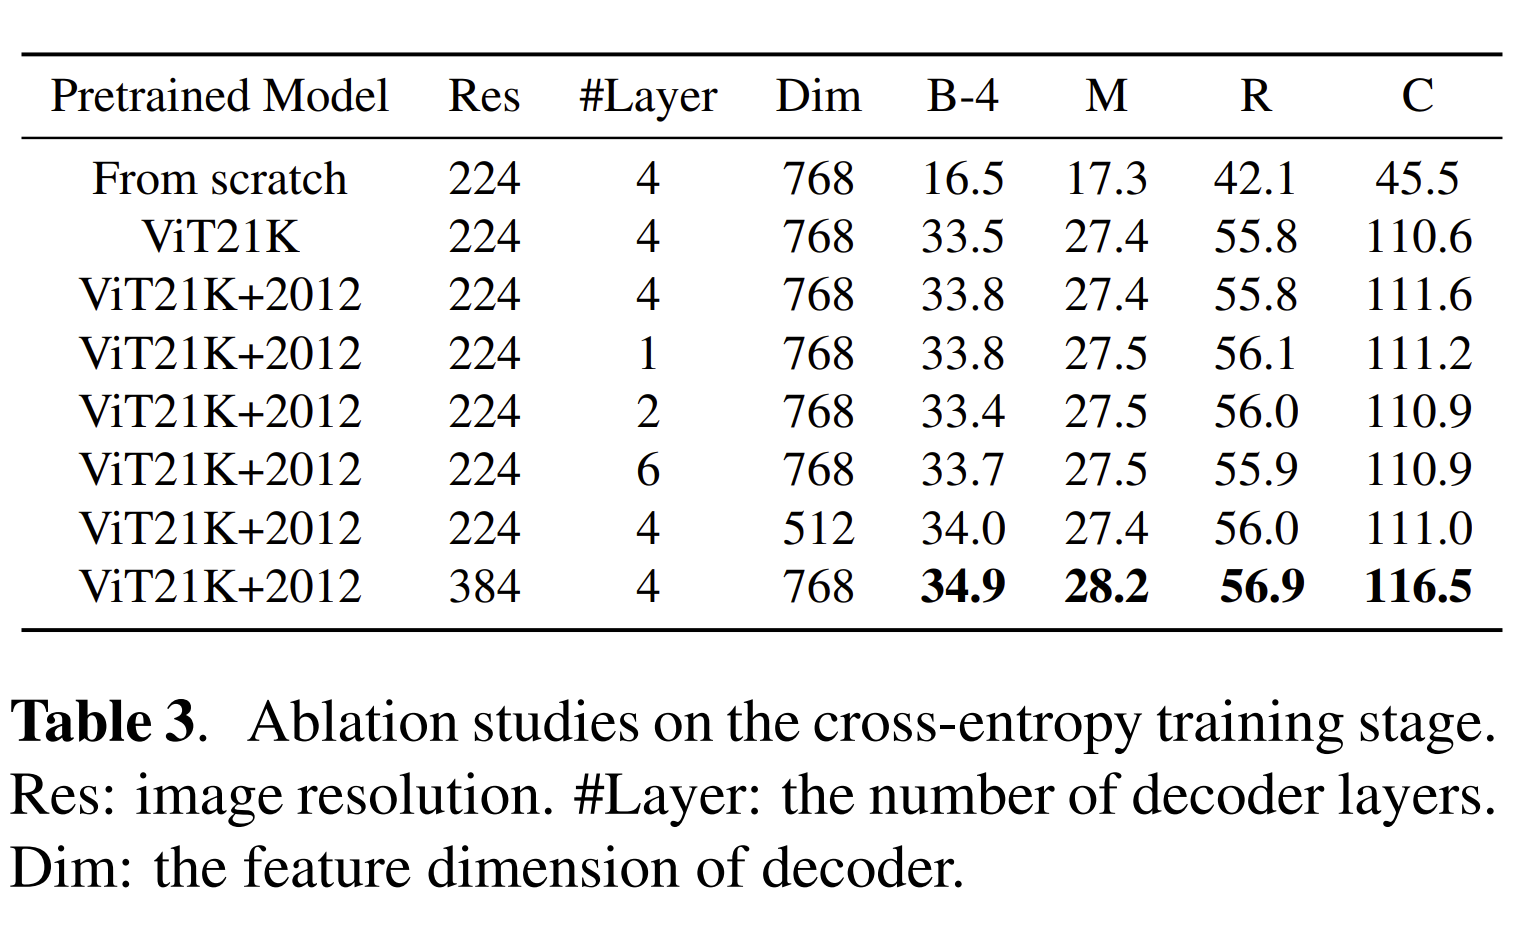 Pretrained Model Res #Layer Dim B-4 M R C
From scratch 224 4 768 16.5 17.3 42.1 45.5
ViT21K 224 4 768 33.5 27.4 55.8 110.6
ViT21K+2012 224 4 768 33.8 27.4 55.8 111.6
ViT21K+2012 224 1 768 33.8 27.5 56.1 111.2
ViT21K+2012 224 2 768 33.4 27.5 56.0 110.9
ViT21K+2012 224 6 768 33.7 27.5 55.9 110.9
ViT21K+2012 224 4 512 34.0 27.4 56.0 111.0
ViT21K+2012 384 4 768 34.9 28.2 56.9 116.5
Table 3. Ablation studies on the cross-entropy training stage.
Res: image resolution. #Layer: the number of decoder layers.
Dim: the feature dimension of decoder.